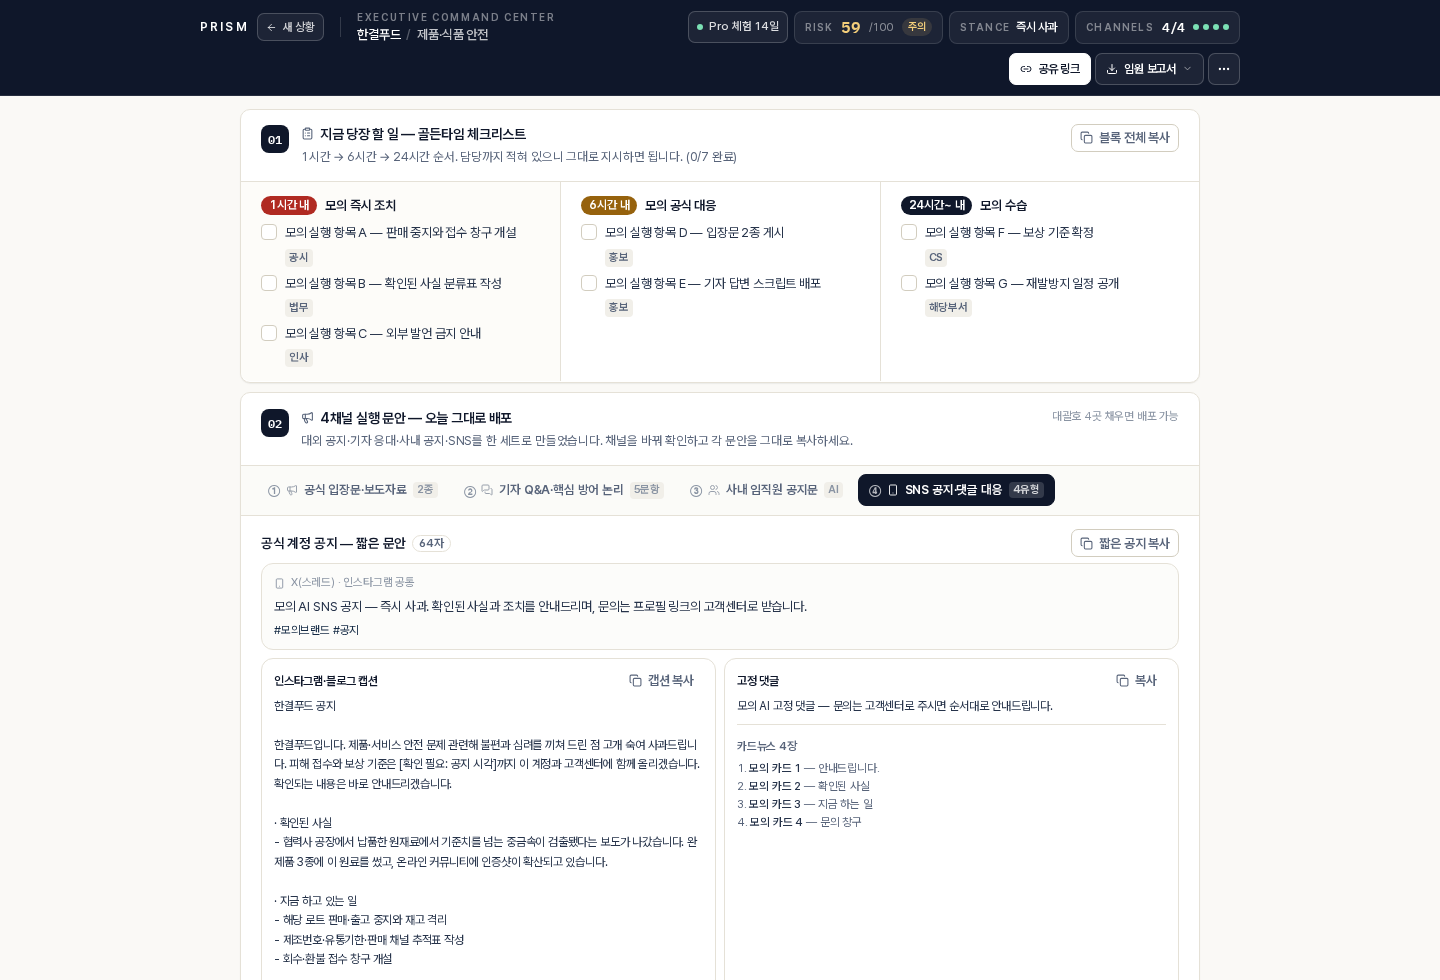 PRISM
← 새 상황
EXECUTIVE COMMAND CENTER
한결푸드 / 제품·식품 안전
Pro 체험 14일
RISK 59 /100 주의
STANCE 즉시 사과
CHANNELS 4/4
공유 링크
임원 보고서
01
지금 당장 할 일 — 골든타임 체크리스트
블록 전체 복사
1시간 → 6시간 → 24시간 순서. 담당까지 적혀 있으니 그대로 지시하면 됩니다. (0/7 완료)
1시간 내 모의 즉시 조치
모의 실행 항목 A — 판매 중지와 접수 창구 개설
공시
모의 실행 항목 B — 확인된 사실 분류표 작성
법무
모의 실행 항목 C — 외부 발언 금지 안내
인사
6시간 내 모의 공식 대응
모의 실행 항목 D — 입장문 2종 게시
홍보
모의 실행 항목 E — 기자 답변 스크립트 배포
홍보
24시간~ 내 모의 수습
모의 실행 항목 F — 보상 기준 확정
CS
모의 실행 항목 G — 재발방지 일정 공개
해당부서
02
4채널 실행 문안 — 오늘 그대로 배포
대괄호 4곳 채우면 배포 가능
대외 공지·기자 응대·사내 공지·SNS를 한 세트로 만들었습니다. 채널을 바꿔 확인하고 각 문안을 그대로 복사하세요.
① 공식 입장문·보도자료 2종
② 기자 Q&A·핵심 방어 논리 5문항
③ 사내 임직원 공지문 AI
④ SNS 공지·댓글 대응 4유형
공식 계정 공지 — 짧은 문안 64자
짧은 공지 복사
X(스레드) · 인스타그램 공통
모의 AI SNS 공지 — 즉시 사과. 확인된 사실과 조치를 안내드리며, 문의는 프로필 링크의 고객센터로 받습니다.
#모의브랜드 #공지
인스타그램·블로그 캡션
캡션 복사
한결푸드 공지
한결푸드입니다. 제품·서비스 안전 문제 관련해 불편과 심려를 끼쳐 드린 점 고개 숙여 사과드립니
다. 피해 접수와 보상 기준은 [확인 필요: 공지 시각]까지 이 계정과 고객센터에 함께 올리겠습니다.
확인되는 내용은 바로 안내드리겠습니다.
· 확인된 사실
- 협력사 공장에서 납품한 원재료에서 기준치를 넘는 중금속이 검출됐다는 보도가 나갔습니다. 완
제품 3종에 이 원료를 썼고, 온라인 커뮤니티에 인증샷이 확산되고 있습니다.
· 지금 하고 있는 일
- 해당 로트 판매·출고 중지와 재고 격리
- 제조번호·유통기한·판매 채널 추적표 작성
- 회수·환불 접수 창구 개설
고정 댓글
복사
모의 AI 고정 댓글 — 문의는 고객센터로 주시면 순서대로 안내드립니다.
카드뉴스 4장
1. 모의 카드 1 — 안내드립니다.
2. 모의 카드 2 — 확인된 사실
3. 모의 카드 3 — 지금 하는 일
4. 모의 카드 4 — 문의 창구